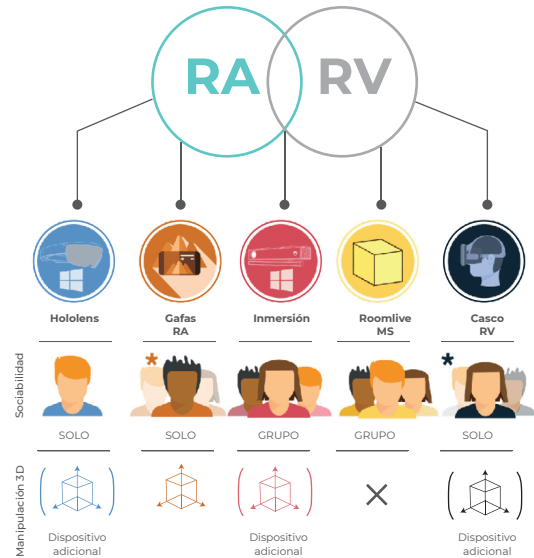 RA
RV
Hololens
Gafas
RA
Inmersión
Roomlive
MS
Casco
RV
Sociabilidad
*
*
SOLO
SOLO
GRUPO
GRUPO
SOLO
Manipulación 3D
Dispositivo
adicional
Dispositivo
adicional
Dispositivo
adicional